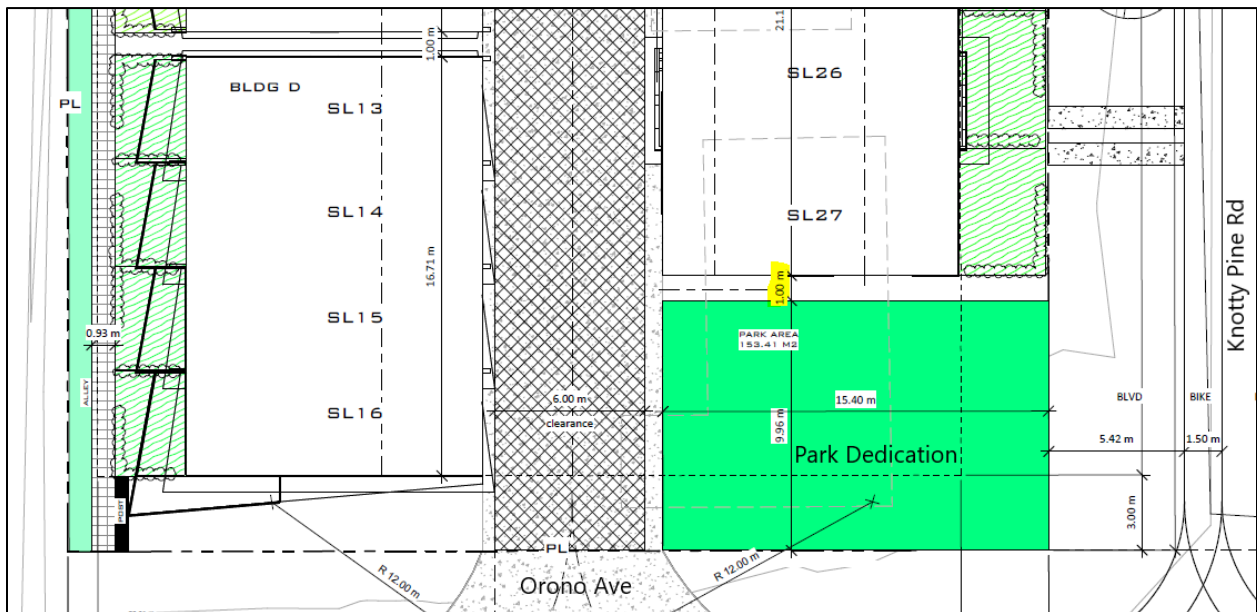 21.1
1.00 m
SL26
BLDG D
PL
SL13
SL14
SL27
Knotty Pine Rd
16.71 m
1.00 m
0.93 m
SL15
PARK AREA
153.41 M2
ALLEY
6.00 m
clearance
15.40 m
BLVD
BIKE
SL16
9.96 m
5.42 m
1.50 m
Park Dedication
POST
3.00 m
PL
R 12.00 m
R 12.00 m
Orono Ave